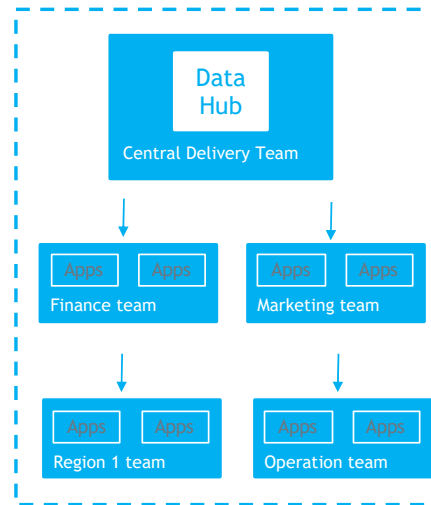 Data
Hub
Central Delivery Team
Apps Apps
Finance team
Apps Apps
Marketing team
Apps Apps
Region 1 team
Apps Apps
Operation team